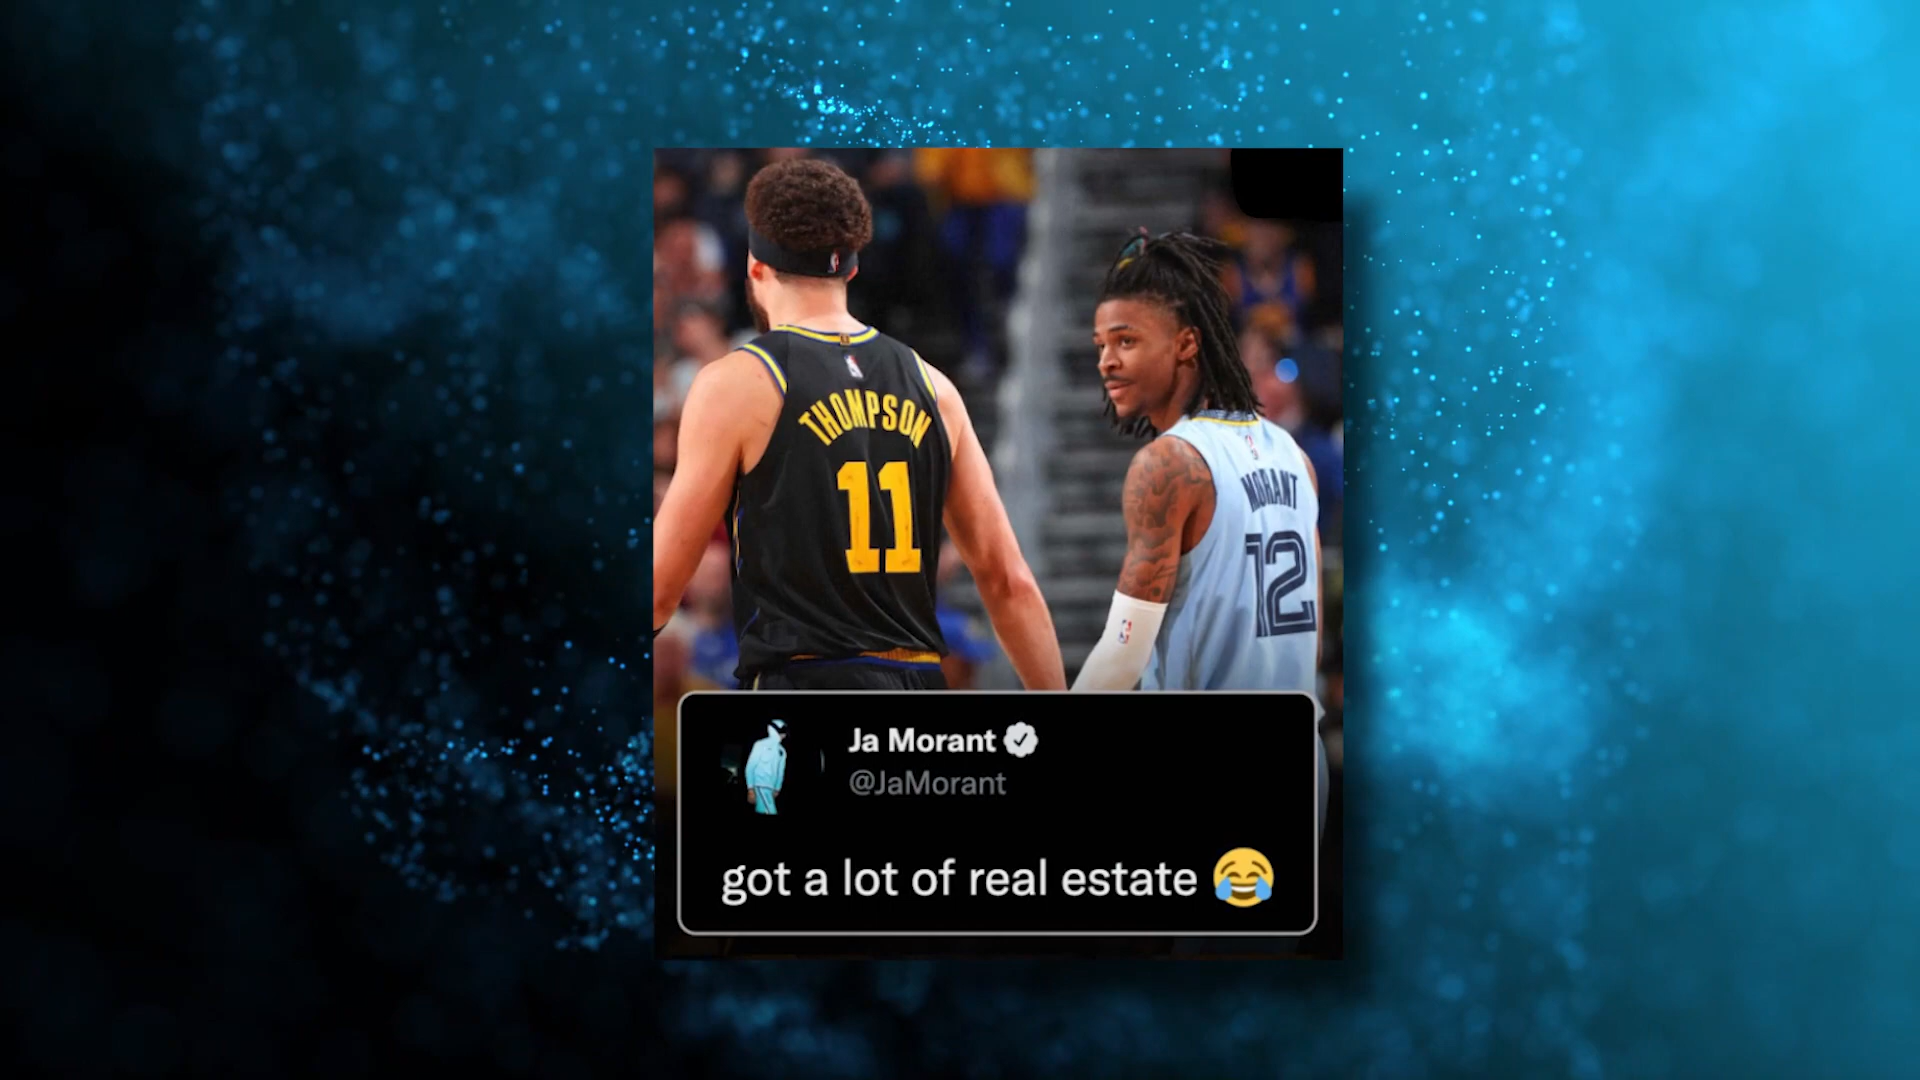 THOMPSON
11
MORANT
12
Ja Morant
@JaMorant
got a lot of real estate 😂